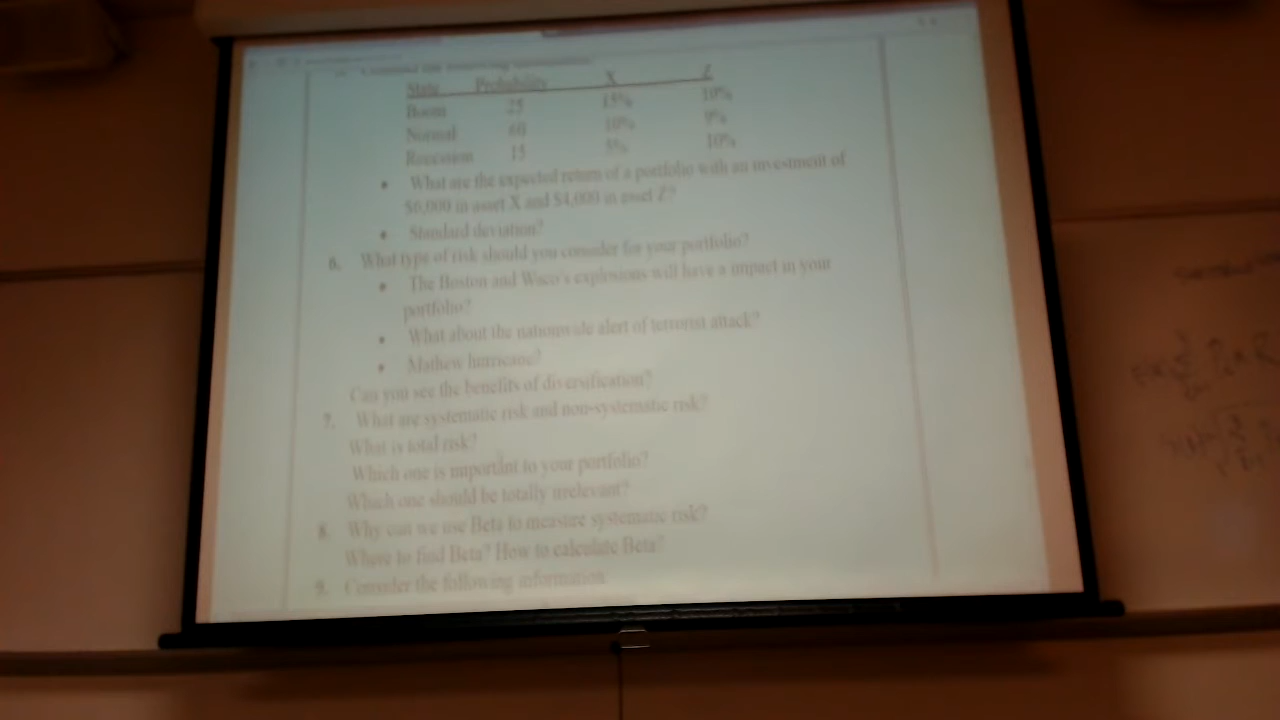 Consider the following information
State Probability X Z
Boom 25 15% 10%
Normal 60 10% 9%
Recession 15 5% 10%
• What are the expected return of a portfolio with an investment of
$6,000 in asset X and $4,000 in asset Z?
• Standard deviation?
6. What type of risk should you consider for your portfolio?
• The Boston and Waco's explosions will have a impact in your
portfolio?
• What about the nationwide alert of terrorist attack?
• Mathew hurricane?
Can you see the benefits of diversification?
7. What are systematic risk and non-systematic risk?
What is total risk?
Which one is important to your portfolio?
Which one should be totally irrelevant?
8. Why can we use Beta to measure systematic risk?
Where to find Beta? How to calculate Beta?
9. Consider the following information